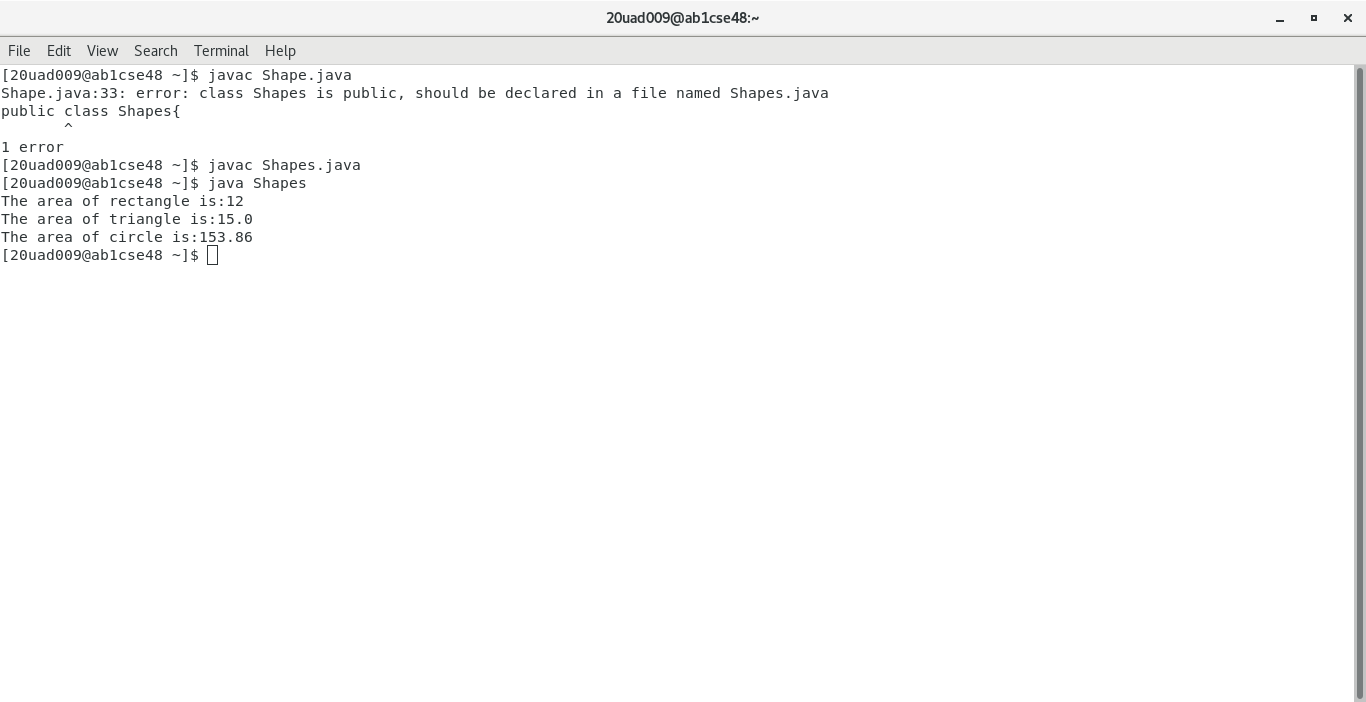 20uad009@ab1cse48:~
File Edit View Search Terminal Help
[20uad009@ab1cse48 ~]$ javac Shape.java
Shape.java:33: error: class Shapes is public, should be declared in a file named Shapes.java
public class Shapes{
       ^
1 error
[20uad009@ab1cse48 ~]$ javac Shapes.java
[20uad009@ab1cse48 ~]$ java Shapes
The area of rectangle is:12
The area of triangle is:15.0
The area of circle is:153.86
[20uad009@ab1cse48 ~]$